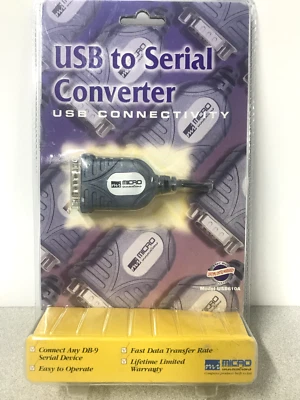 USB to Serial
Converter
USB CONNECTIVITY
MICRO
Connect Any DB-9
Serial Device
Easy to Operate
Fast Data Transfer Rate
Lifetime Limited
Warranty
MICRO